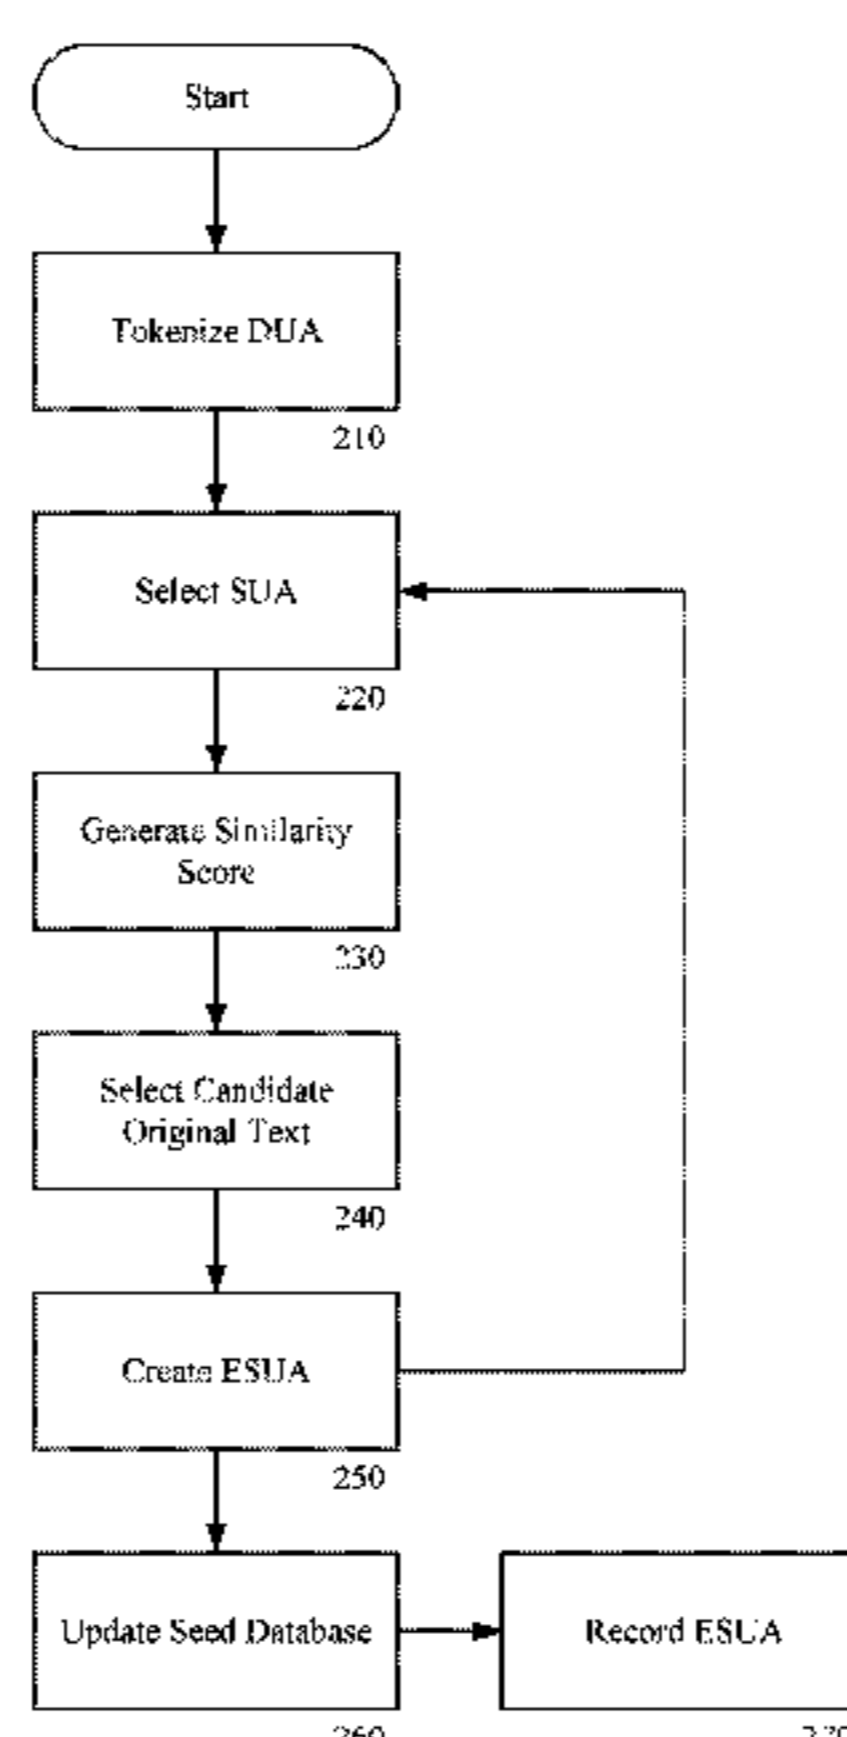 Start
Tokenize DUA
210
Select SUA
220
Generate Similarity
Score
230
Select Candidate
Original Text
240
Create ESUA
250
Update Seed Database
Record ESUA
260